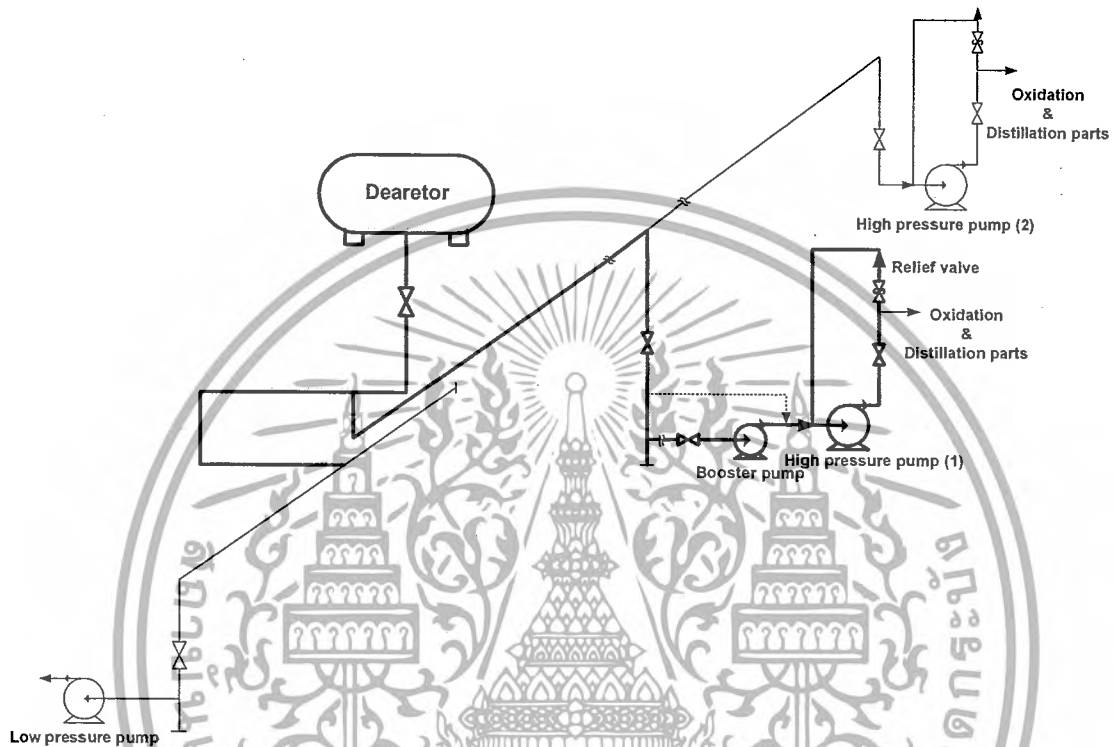 Oxidation
&
Distillation parts
Dearetor
High pressure pump (2)
Relief valve
Oxidation
&
Distillation parts
Booster pump
High pressure pump (1)
Low pressure pump